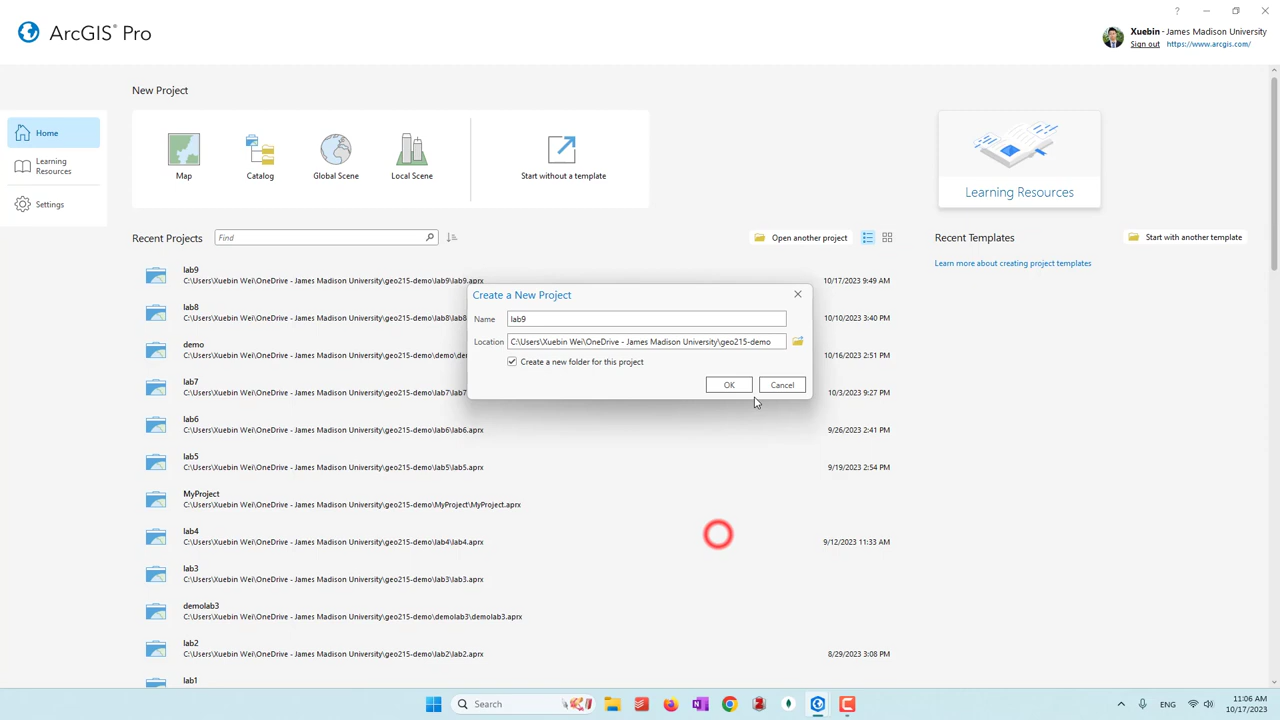 ?
ArcGIS® Pro
Xuebin - James Madison University
Sign out https://www.arcgis.com/
Home
Learning
Resources
Settings
New Project
Map
Catalog
Global Scene
Local Scene
Start without a template
Learning Resources
Recent Projects
Find
Open another project
Recent Templates
Start with another template
Learn more about creating project templates
lab9
C:\Users\Xuebin Wei\OneDrive - James Madison University\geo215-demo\lab9\lab9.aprx
10/17/2023 9:49 AM
lab8
C:\Users\Xuebin Wei\OneDrive - James Madison University\geo215-demo\lab8\lab8
10/10/2023 3:40 PM
demo
C:\Users\Xuebin Wei\OneDrive - James Madison University\geo215-demo\demo\de
10/16/2023 2:51 PM
lab7
C:\Users\Xuebin Wei\OneDrive - James Madison University\geo215-demo\lab7\lab7
10/3/2023 9:27 PM
lab6
C:\Users\Xuebin Wei\OneDrive - James Madison University\geo215-demo\lab6\lab6.aprx
9/26/2023 2:41 PM
lab5
C:\Users\Xuebin Wei\OneDrive - James Madison University\geo215-demo\lab5\lab5.aprx
9/19/2023 2:54 PM
MyProject
C:\Users\Xuebin Wei\OneDrive - James Madison University\geo215-demo\MyProject\MyProject.aprx
lab4
C:\Users\Xuebin Wei\OneDrive - James Madison University\geo215-demo\lab4\lab4.aprx
9/12/2023 11:33 AM
lab3
C:\Users\Xuebin Wei\OneDrive - James Madison University\geo215-demo\lab3\lab3.aprx
demolab3
C:\Users\Xuebin Wei\OneDrive - James Madison University\geo215-demo\demolab3\demolab3.aprx
lab2
C:\Users\Xuebin Wei\OneDrive - James Madison University\geo215-demo\lab2\lab2.aprx
8/29/2023 3:08 PM
lab1
Create a New Project
Name lab9
Location C:\Users\Xuebin Wei\OneDrive - James Madison University\geo215-demo
Create a new folder for this project
OK
Cancel
Search
ENG
11:06 AM
10/17/2023